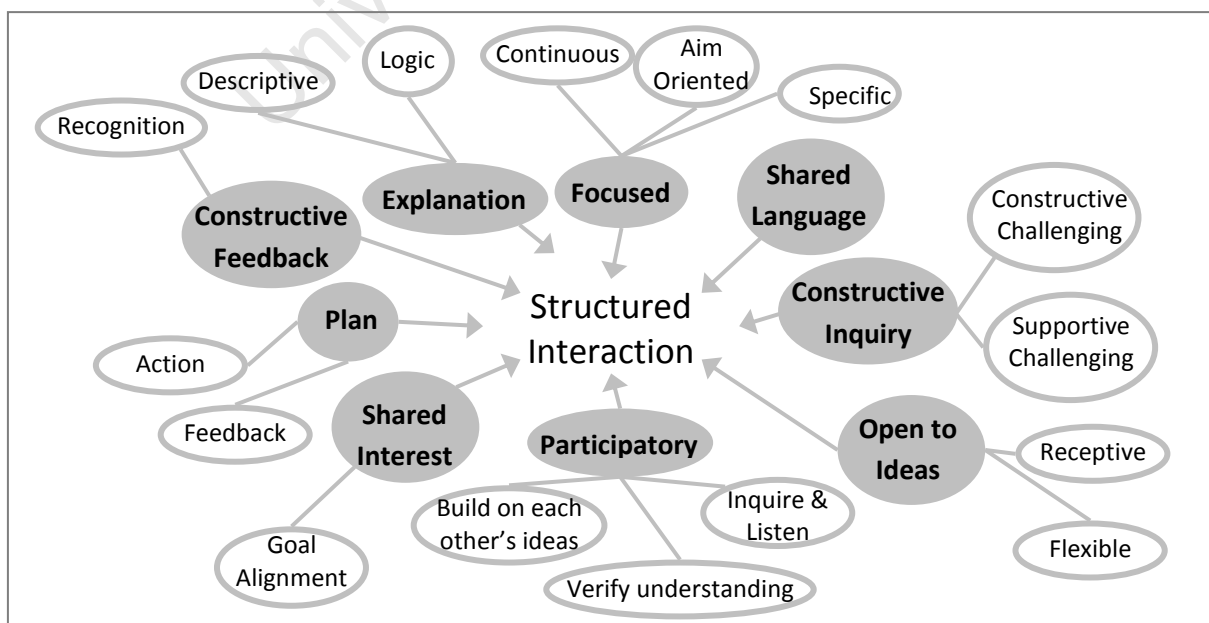 Univ
Continuous
Aim
Oriented
Logic
Descriptive
Specific
Recognition
Explanation
Focused
Shared
Language
Constructive
Feedback
Constructive
Challenging
Structured
Interaction
Constructive
Inquiry
Plan
Supportive
Challenging
Action
Feedback
Shared
Interest
Participatory
Open to
Ideas
Receptive
Build on each
other's ideas
Inquire &
Listen
Goal
Alignment
Verify understanding
Flexible